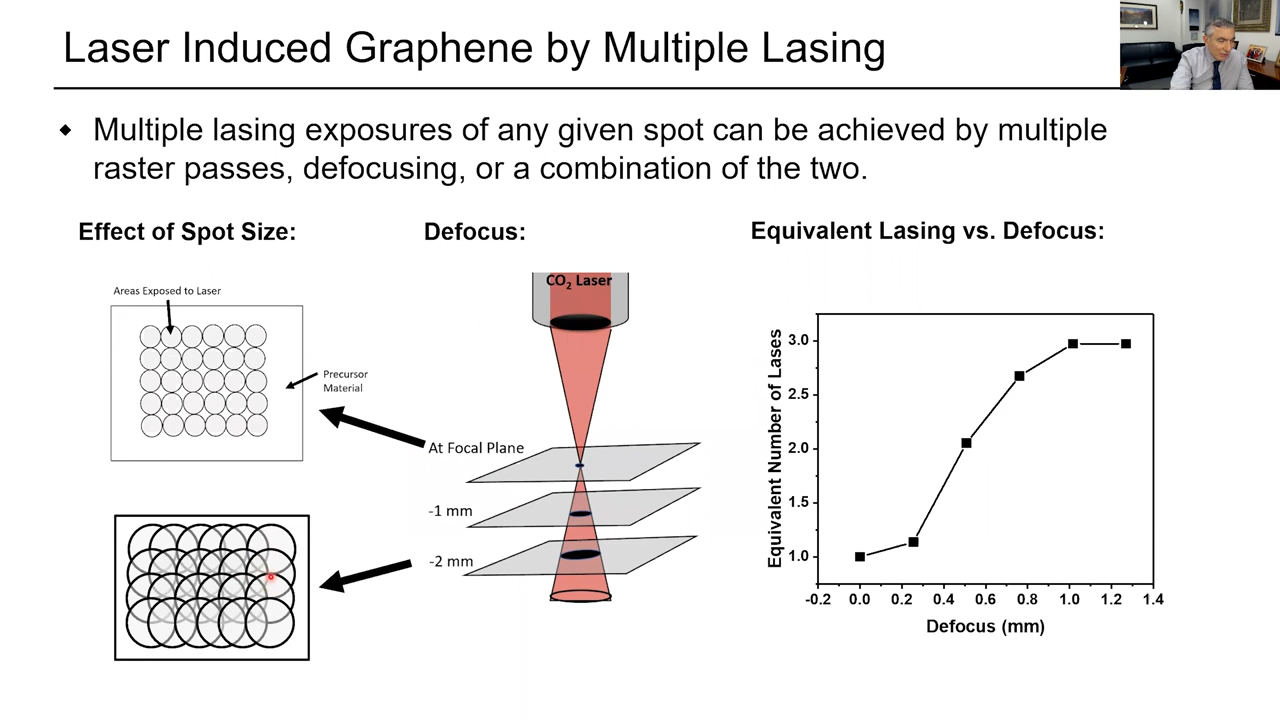 Laser Induced Graphene by Multiple Lasing
◆ Multiple lasing exposures of any given spot can be achieved by multiple
raster passes, defocusing, or a combination of the two.
Effect of Spot Size:
Areas Exposed to Laser
Precursor
Material
Defocus:
CO₂ Laser
At Focal Plane
-1 mm
-2 mm
Equivalent Lasing vs. Defocus:
Equivalent Number of Lases
3.0
2.5
2.0
1.5
1.0
-0.2 0.0 0.2 0.4 0.6 0.8 1.0 1.2 1.4
Defocus (mm)